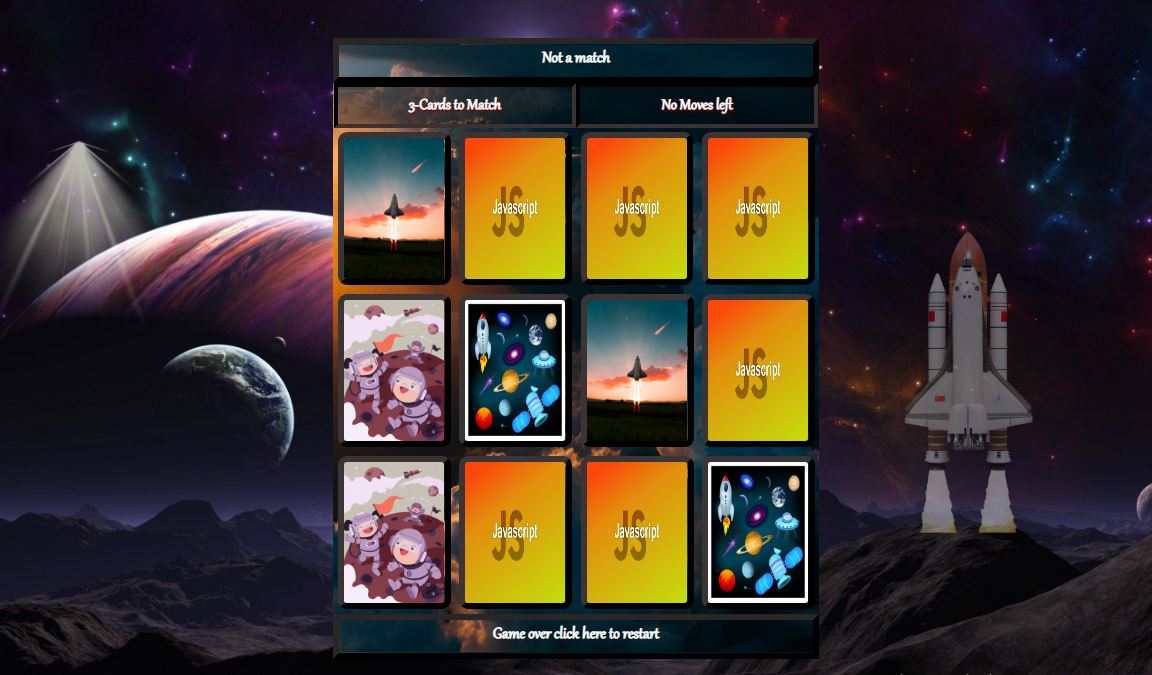 Not a match
3-Cards to Match
No Moves left
JS
Javascript
JS
Javascript
JS
Javascript
JS
Javascript
JS
Javascript
JS
Javascript
Game over click here to restart